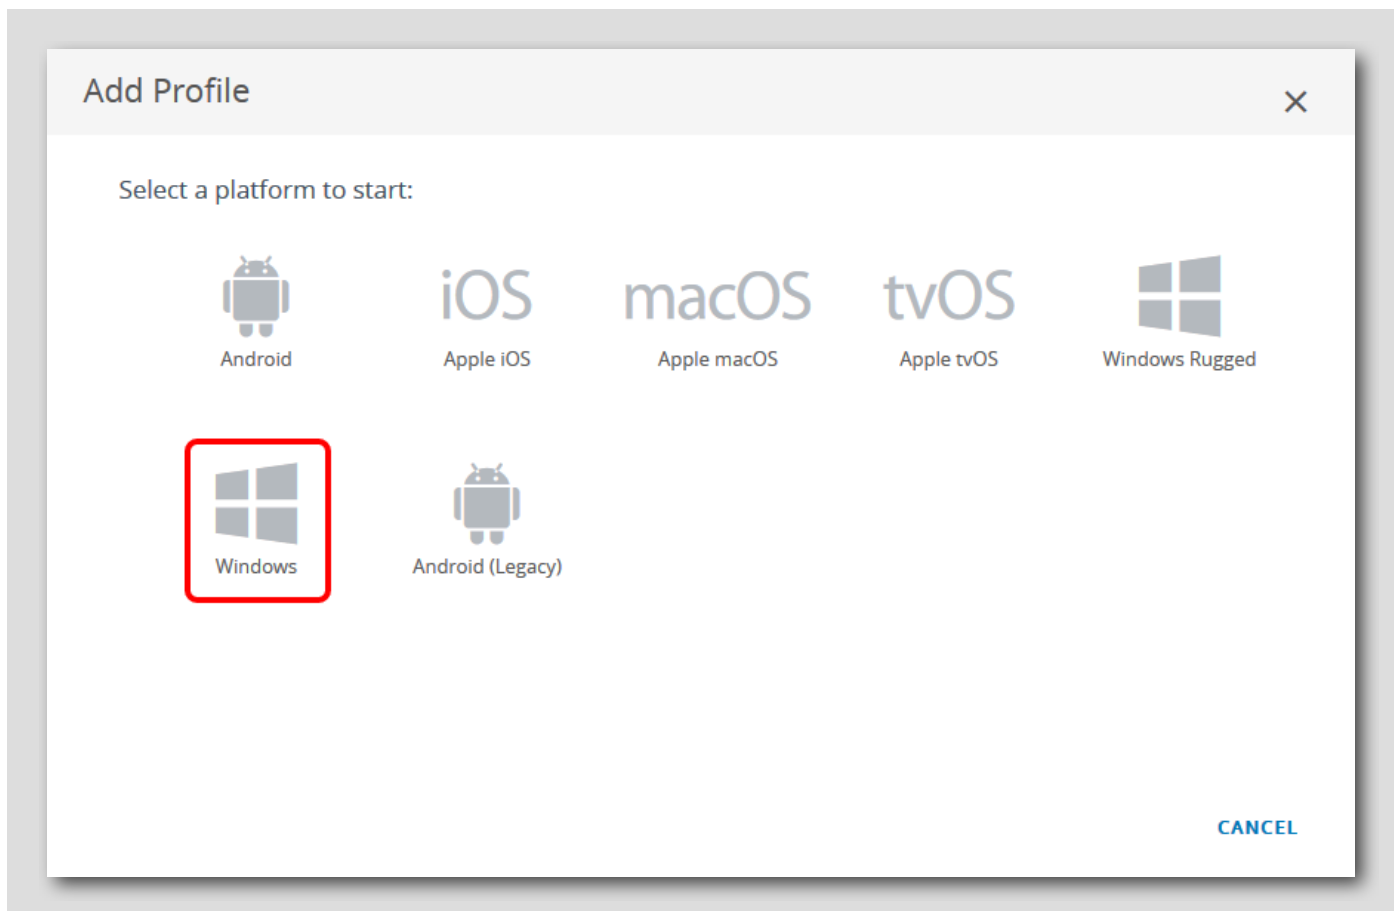 Add Profile
Select a platform to start:
iOS macOS tvOS
Android Apple iOS Apple macOS Apple tvOS Windows Rugged
Windows Android (Legacy)
CANCEL